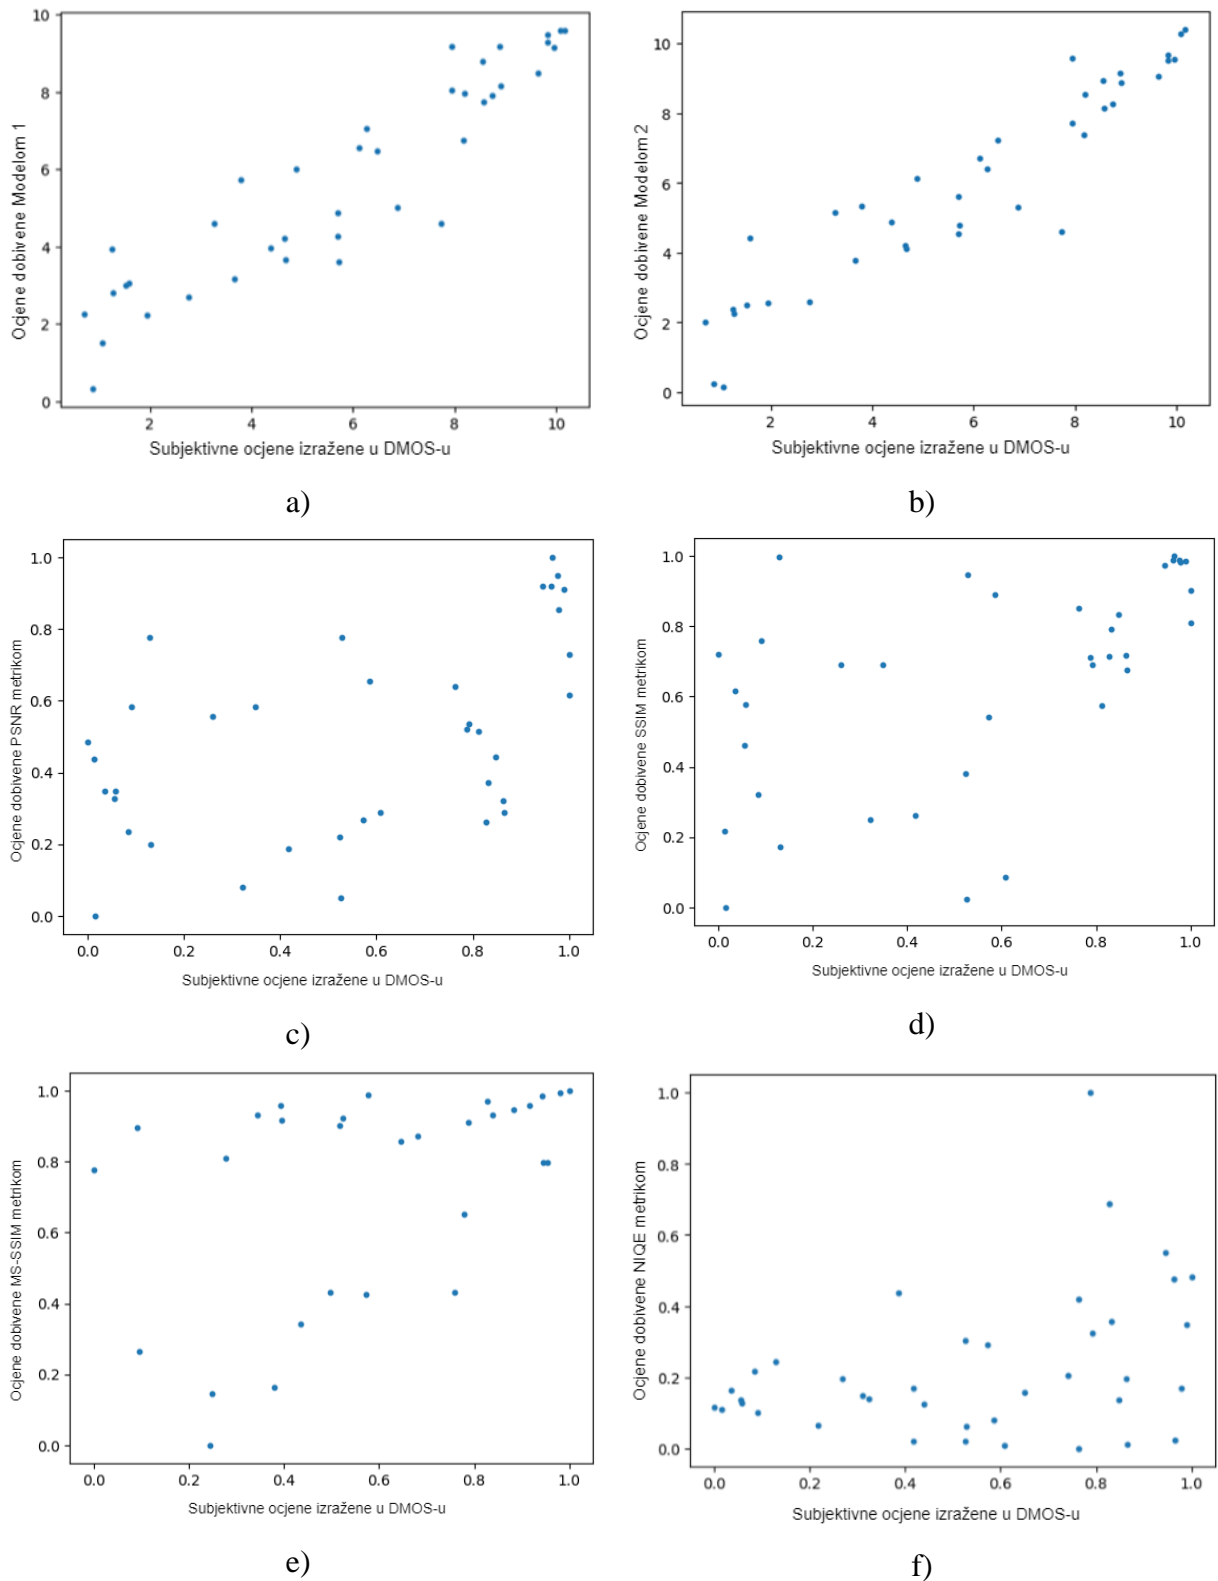 Ocjene dobivene Modelom 1
10
8
6
4
2
0
2 4 6 8 10
Subjektivne ocjene izražene u DMOS-u
a)
Ocjene dobivene Modelom 2
10
8
6
4
2
0
2 4 6 8 10
Subjektivne ocjene izražene u DMOS-u
b)
Ocjene dobivene PSNR metrikom
1.0
0.8
0.6
0.4
0.2
0.0
0.0 0.2 0.4 0.6 0.8 1.0
Subjektivne ocjene izražene u DMOS-u
c)
Ocjene dobivene SSIM metrikom
1.0
0.8
0.6
0.4
0.2
0.0
0.0 0.2 0.4 0.6 0.8 1.0
Subjektivne ocjene izražene u DMOS-u
d)
Ocjene dobivene MS-SSIM metrikom
1.0
0.8
0.6
0.4
0.2
0.0
0.0 0.2 0.4 0.6 0.8 1.0
Subjektivne ocjene izražene u DMOS-u
e)
Ocjene dobivene NIQE metrikom
1.0
0.8
0.6
0.4
0.2
0.0
0.0 0.2 0.4 0.6 0.8 1.0
Subjektivne ocjene izražene u DMOS-u
f)